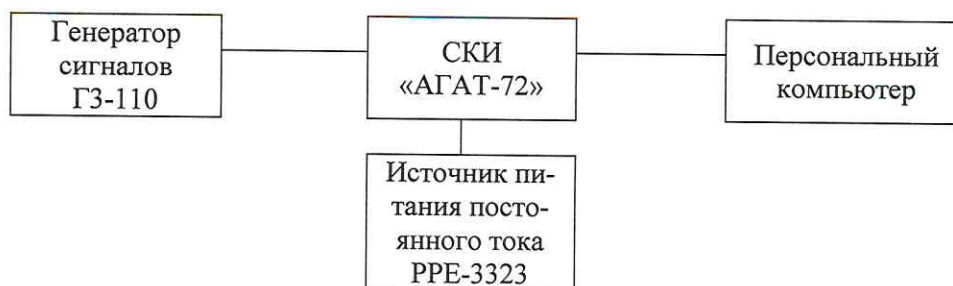 Генератор
сигналов
Г3-110
СКИ
«АГАТ-72»
Персональный
компьютер
Источник пи-
тания посто-
янного тока
PPE-3323